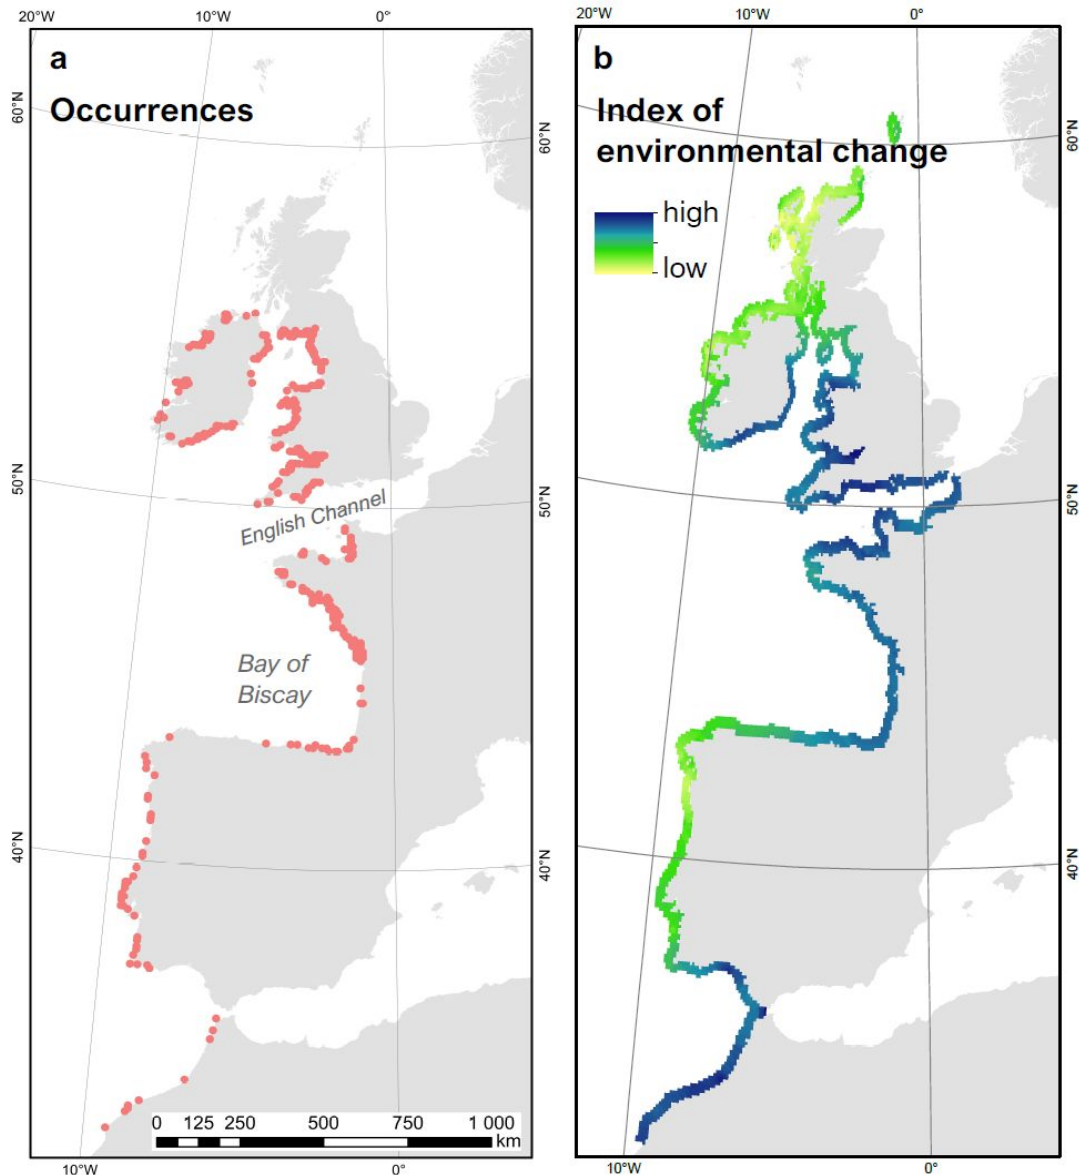 20°W
10°W
0°
a
Occurrences
60°N
60°N
50°N
50°N
English Channel
Bay of
Biscay
40°N
40°N
0 125 250 500 750 1 000
km
10°W
0°
20°W
10°W
0°
b
Index of
environmental change
high
low
60°N
50°N
40°N
10°W
0°